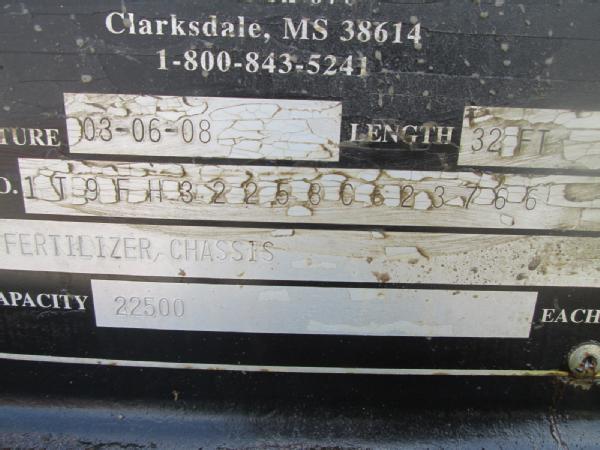 Clarksdale, MS 38614
1-800-843-5241
TURE 03-06-08 LENGTH 32 FT
O. 1T9FH32258C623766
FERTILIZER/CHASSIS
APACITY 22500 EACH